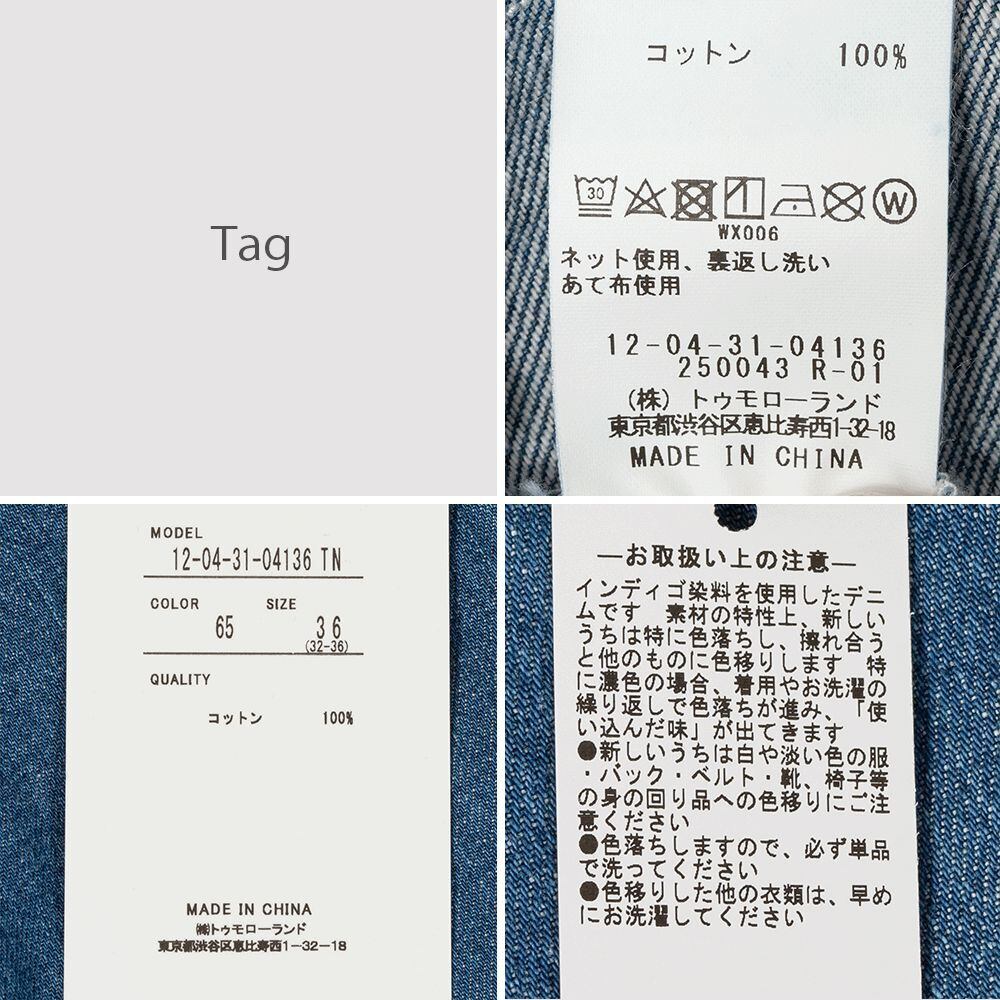 Tag
コットン 100%
30
W
WX006
ネット使用、裏返し洗い
あて布使用
12-04-31-04136
250043 R-01
(株) トゥモローランド
東京都渋谷区恵比寿西1-32-18
MADE IN CHINA
MODEL
12-04-31-04136 TN
COLOR SIZE
65 36
(32-36)
QUALITY
コットン 100%
MADE IN CHINA
㈱トゥモローランド
東京都渋谷区恵比寿西1-32-18
―お取扱い上の注意―
インディゴ染料を使用したデニ
ムです 素材の特性上、新しい
うちは特に色落ちし、擦れ合う
と他のものに色移りします 特
に濃色の場合、着用やお洗濯の
繰り返しで色落ちが進み、「使
い込んだ味」が出てきます
●新しいうちは白や淡い色の服
・バック・ベルト・靴、椅子等
の身の回り品への色移りにご注
意ください
●色落ちしますので、必ず単品
で洗ってください
●色移りした他の衣類は、早め
にお洗濯してください